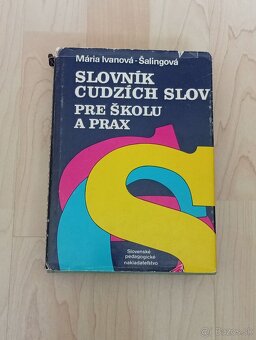 Mária Ivanová - Šalingová
SLOVNÍK
CUDZÍCH SLOV
PRE ŠKOLU
A PRAX
Slovenské
pedagogické
nakladateľstvo